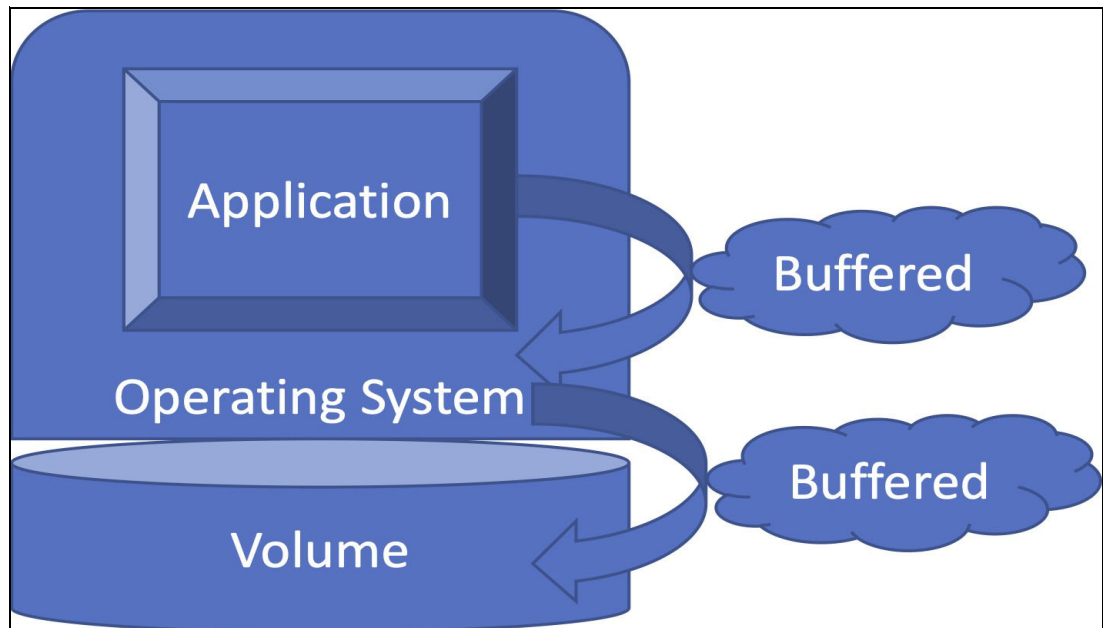 Application
Buffered
Operating System
Buffered
Volume